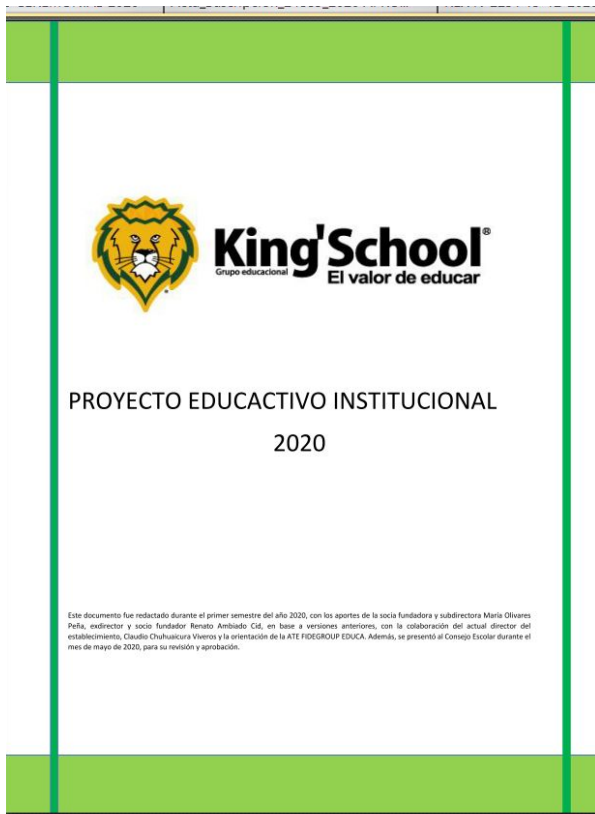 King'School®
Grupo educacional
El valor de educar
PROYECTO EDUCACTIVO INSTITUCIONAL
2020
Este documento fue redactado durante el primer semestre del año 2020, con los aportes de la socia fundadora y subdirectora María Olivares
Peña, exdirector y socio fundador Renato Ambiado Cid, en base a versiones anteriores, con la colaboración del actual director del
establecimiento, Claudio Chuhuaicura Viveros y la orientación de la ATE FIDEGROUP EDUCA. Además, se presentó al Consejo Escolar durante el
mes de mayo de 2020, para su revisión y aprobación.